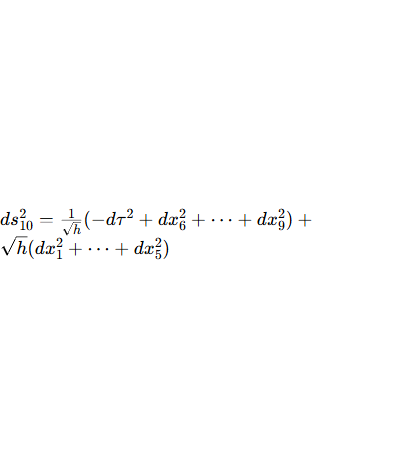 $ds_{10}^2 = \frac{1}{\sqrt{h}}(-d\tau^2 + dx_6^2 + \cdots + dx_9^2) +$
$\sqrt{h}(dx_1^2 + \cdots + dx_5^2)$